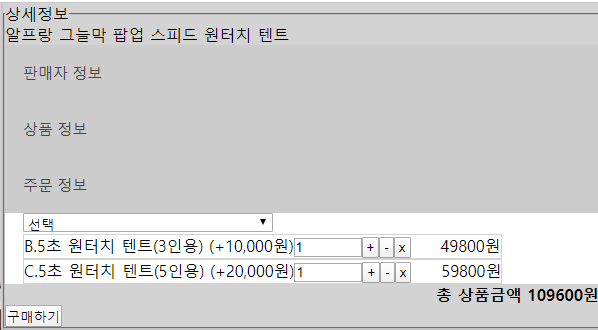 상세정보
알프랑 그늘막 팝업 스피드 원터치 텐트
판매자 정보
상품 정보
주문 정보
선택
B.5초 원터치 텐트(3인용) (+10,000원) 1 + - x 49800원
C.5초 원터치 텐트(5인용) (+20,000원) 1 + - x 59800원
총 상품금액 109600원
구매하기